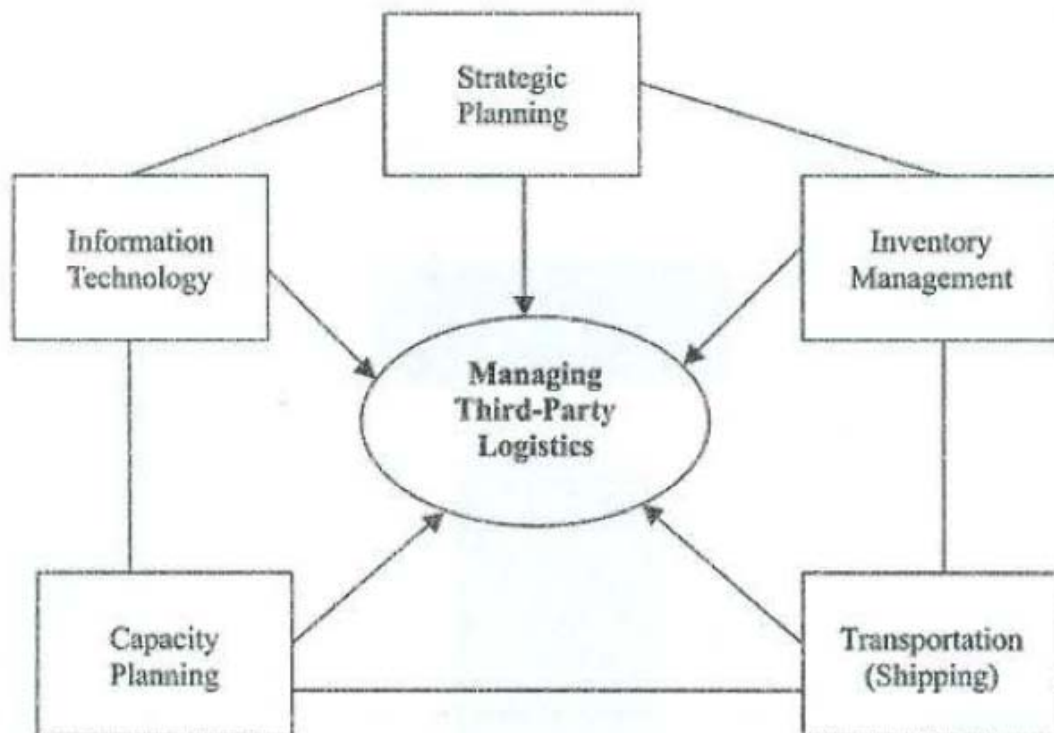 Strategic
Planning
Information
Technology
Inventory
Management
Managing
Third-Party
Logistics
Capacity
Planning
Transportation
(Shipping)